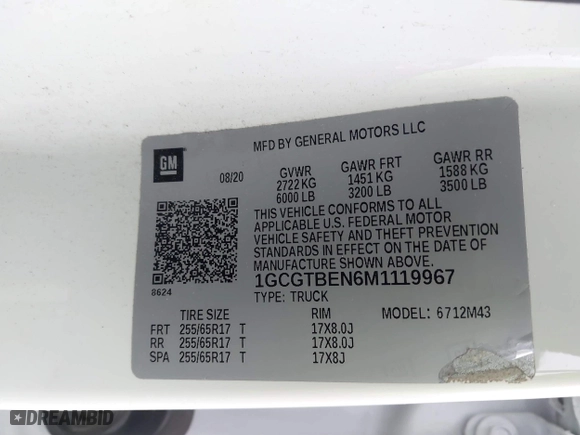 MFD BY GENERAL MOTORS LLC
GM
08/20 GVWR GAWR FRT GAWR RR
2722 KG 1451 KG 1588 KG
6000 LB 3200 LB 3500 LB
THIS VEHICLE CONFORMS TO ALL
APPLICABLE U.S. FEDERAL MOTOR
VEHICLE SAFETY AND THEFT PREVENTION
STANDARDS IN EFFECT ON THE DATE OF
MANUFACTURE SHOWN ABOVE.
1GCGTBEN6M1119967
8624
TYPE: TRUCK MODEL: 6712M43
TIRE SIZE RIM
FRT 255/65R17 T 17X8.0J
RR 255/65R17 T 17X8.0J
SPA 255/65R17 T 17X8J
DREAMBID